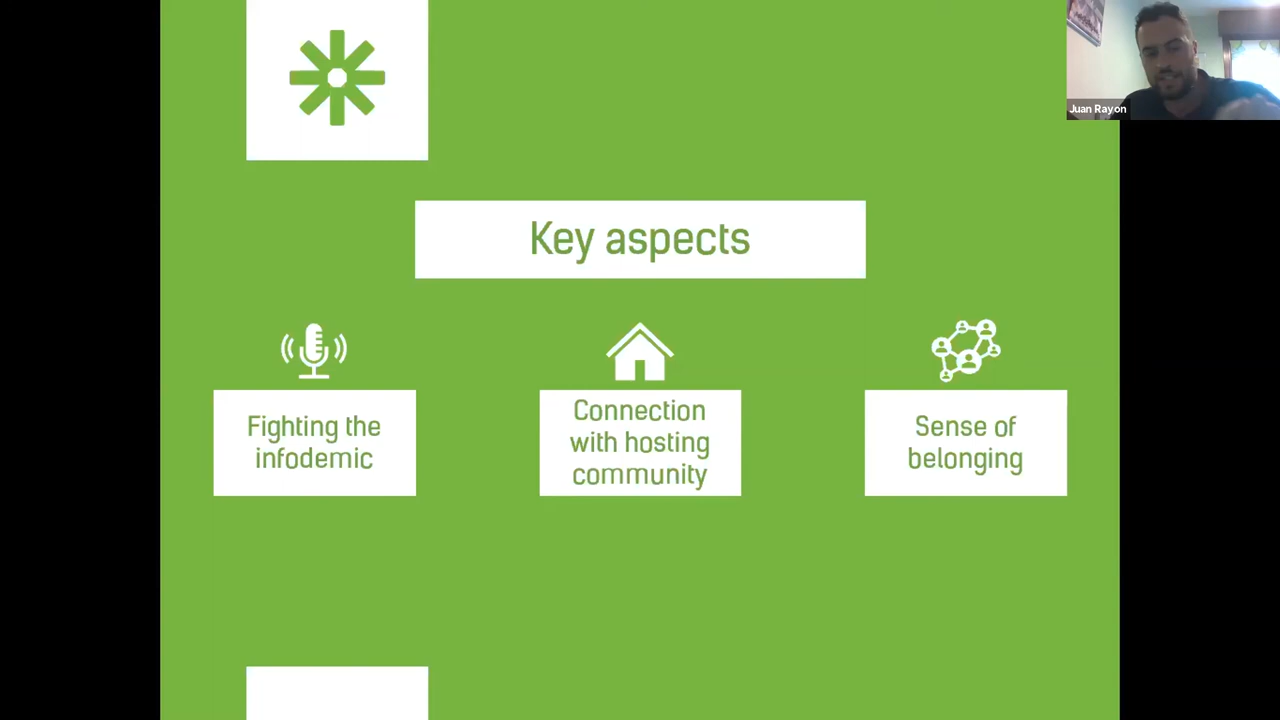 Juan Rayon
Key aspects
Fighting the
infodemic
Connection
with hosting
community
Sense of
belonging